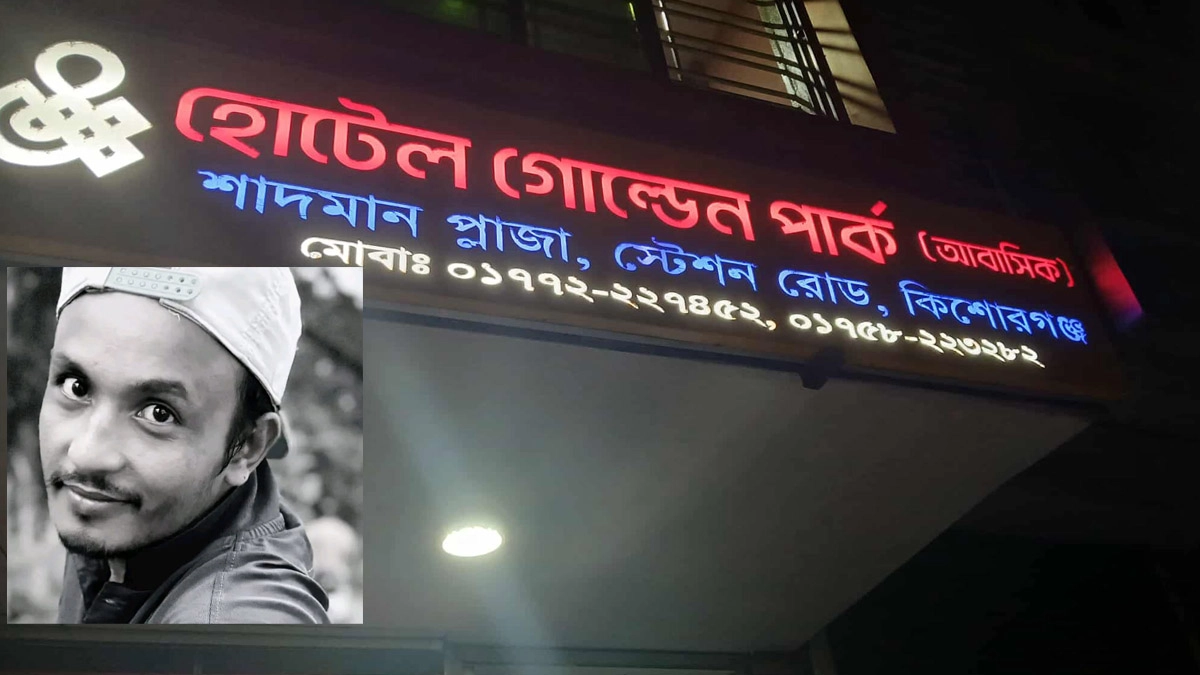 হোটেল গোল্ডেন পার্ক (আবাসিক)
শাদমান প্লাজা, স্টেশন রোড, কিশোরগঞ্জ
মোবাঃ ০১৭৭২-২২৭৪৫২, ০১৭৫৮-২২৩২৮২